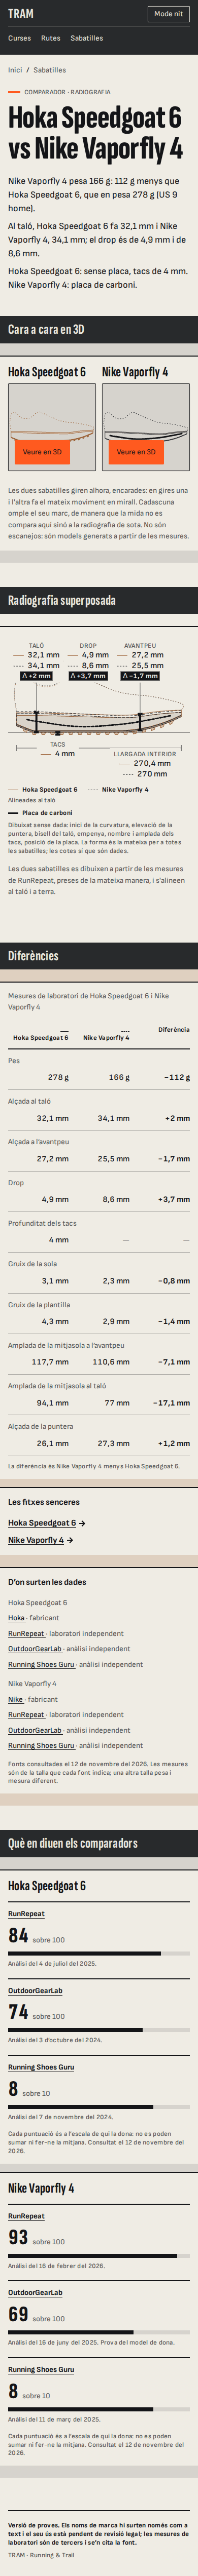 TRAM
Mode nit
Curses Rutes Sabatilles
Inici / Sabatilles
COMPARADOR · RADIOGRAFIA
Hoka Speedgoat 6
vs Nike Vaporfly 4
Nike Vaporfly 4 pesa 166 g: 112 g menys que
Hoka Speedgoat 6, que en pesa 278 g (US 9
home).
Al taló, Hoka Speedgoat 6 fa 32,1 mm i Nike
Vaporfly 4, 34,1 mm; el drop és de 4,9 mm i de
8,6 mm.
Hoka Speedgoat 6: sense placa, tacs de 4 mm.
Nike Vaporfly 4: placa de carboni.
Cara a cara en 3D
Hoka Speedgoat 6
Nike Vaporfly 4
Veure en 3D
Veure en 3D
Les dues sabatilles giren alhora, encarades: en gires una
i l'altra fa el mateix moviment en mirall. Cadascuna
omple el seu marc, de manera que la mida no es
compara aquí sinó a la radiografia de sota. No són
escanejos: són models generats a partir de les mesures.
Radiografia superposada
TALÓ DROP AVANTPEU
32,1 mm 4,9 mm 27,2 mm
34,1 mm 8,6 mm 25,5 mm
Δ +2 mm Δ +3,7 mm Δ −1,7 mm
TACS
4 mm
LLARGADA INTERIOR
270,4 mm
270 mm
Hoka Speedgoat 6 Nike Vaporfly 4
Alineades al taló
Placa de carboni
Dibuixat sense dada: inici de la curvatura, elevació de la
puntera, bisell del taló, empenya, nombre i amplada dels
tacs, posició de la placa. La forma és la mateixa per a totes
les sabatilles; les cotes sí que són dades.
Les dues sabatilles es dibuixen a partir de les mesures
de RunRepeat, preses de la mateixa manera, i s'alineen
al taló i a terra.
Diferències
Mesures de laboratori de Hoka Speedgoat 6 i Nike
Vaporfly 4
Hoka Speedgoat 6 Nike Vaporfly 4 Diferència
Pes
278 g 166 g −112 g
Alçada al taló
32,1 mm 34,1 mm +2 mm
Alçada a l'avantpeu
27,2 mm 25,5 mm −1,7 mm
Drop
4,9 mm 8,6 mm +3,7 mm
Profunditat dels tacs
4 mm — —
Gruix de la sola
3,1 mm 2,3 mm −0,8 mm
Gruix de la plantilla
4,3 mm 2,9 mm −1,4 mm
Amplada de la mitjasola a l'avantpeu
117,7 mm 110,6 mm −7,1 mm
Amplada de la mitjasola al taló
94,1 mm 77 mm −17,1 mm
Alçada de la puntera
26,1 mm 27,3 mm +1,2 mm
La diferència és Nike Vaporfly 4 menys Hoka Speedgoat 6.
Les fitxes senceres
Hoka Speedgoat 6 →
Nike Vaporfly 4 →
D'on surten les dades
Hoka Speedgoat 6
Hoka · fabricant
RunRepeat · laboratori independent
OutdoorGearLab · anàlisi independent
Running Shoes Guru · anàlisi independent
Nike Vaporfly 4
Nike · fabricant
RunRepeat · laboratori independent
OutdoorGearLab · anàlisi independent
Running Shoes Guru · anàlisi independent
Fonts consultades el 12 de novembre del 2026. Les mesures
són de la talla que cada font indica; una altra talla pesa i
mesura diferent.
Què en diuen els comparadors
Hoka Speedgoat 6
RunRepeat
84 sobre 100
Anàlisi del 4 de juliol del 2025.
OutdoorGearLab
74 sobre 100
Anàlisi del 3 d'octubre del 2024.
Running Shoes Guru
8 sobre 10
Anàlisi del 7 de novembre del 2024.
Cada puntuació és a l'escala de qui la dona: no es poden
sumar ni fer-ne la mitjana. Consultat el 12 de novembre del
2026.
Nike Vaporfly 4
RunRepeat
93 sobre 100
Anàlisi del 16 de febrer del 2026.
OutdoorGearLab
69 sobre 100
Anàlisi del 16 de juny del 2025. Prova del model de dona.
Running Shoes Guru
8 sobre 10
Anàlisi del 11 de març del 2025.
Cada puntuació és a l'escala de qui la dona: no es poden
sumar ni fer-ne la mitjana. Consultat el 12 de novembre del
2026.
Versió de proves. Els noms de marca hi surten només com a
text i el seu ús està pendent de revisió legal; les mesures de
laboratori són de tercers i se'n cita la font.
TRAM · Running & Trail